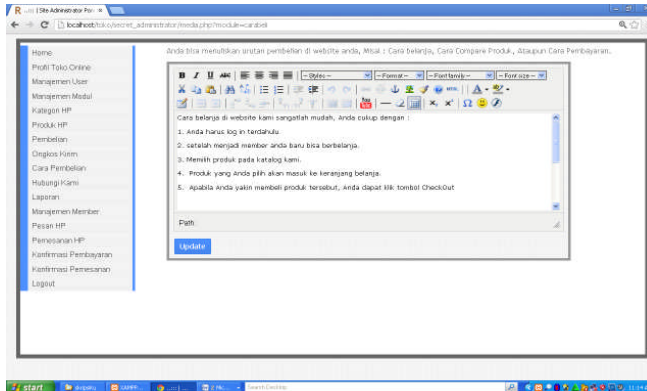 | Site Administrator Por
localhost/toko/secret_administrator/media.php?module=carabeli
Home
Profil Toko Online
Manajemen User
Manajemen Modul
Kategori HP
Produk HP
Pembelian
Ongkos Kirim
Cara Pembelian
Hubungi Kami
Laporan
Manajemen Member
Pesan HP
Pemesanan HP
Konfirmasi Pembayaran
Konfirmasi Pemesanan
Logout
Anda bisa menuliskan urutan pembelian di website anda, Misal : Cara belanja, Cara Compare Produk, Ataupun Cara Pembayaran.
B I U ABC -- Styles -- -- Format -- -- Font family -- -- Font size --
HTML
Cara belanja di website kami sangatlah mudah, Anda cukup dengan :
1. Anda harus log in terdahulu
2. setelah menjadi member anda baru bisa berbelanja.
3. Memilih produk pada katalog kami.
4. Produk yang Anda pilih akan masuk ke keranjang belanja.
5. Apabila Anda yakin membeli produk tersebut, Anda dapat klik tombol CheckOut
Path:
Update
start
Search Desktop